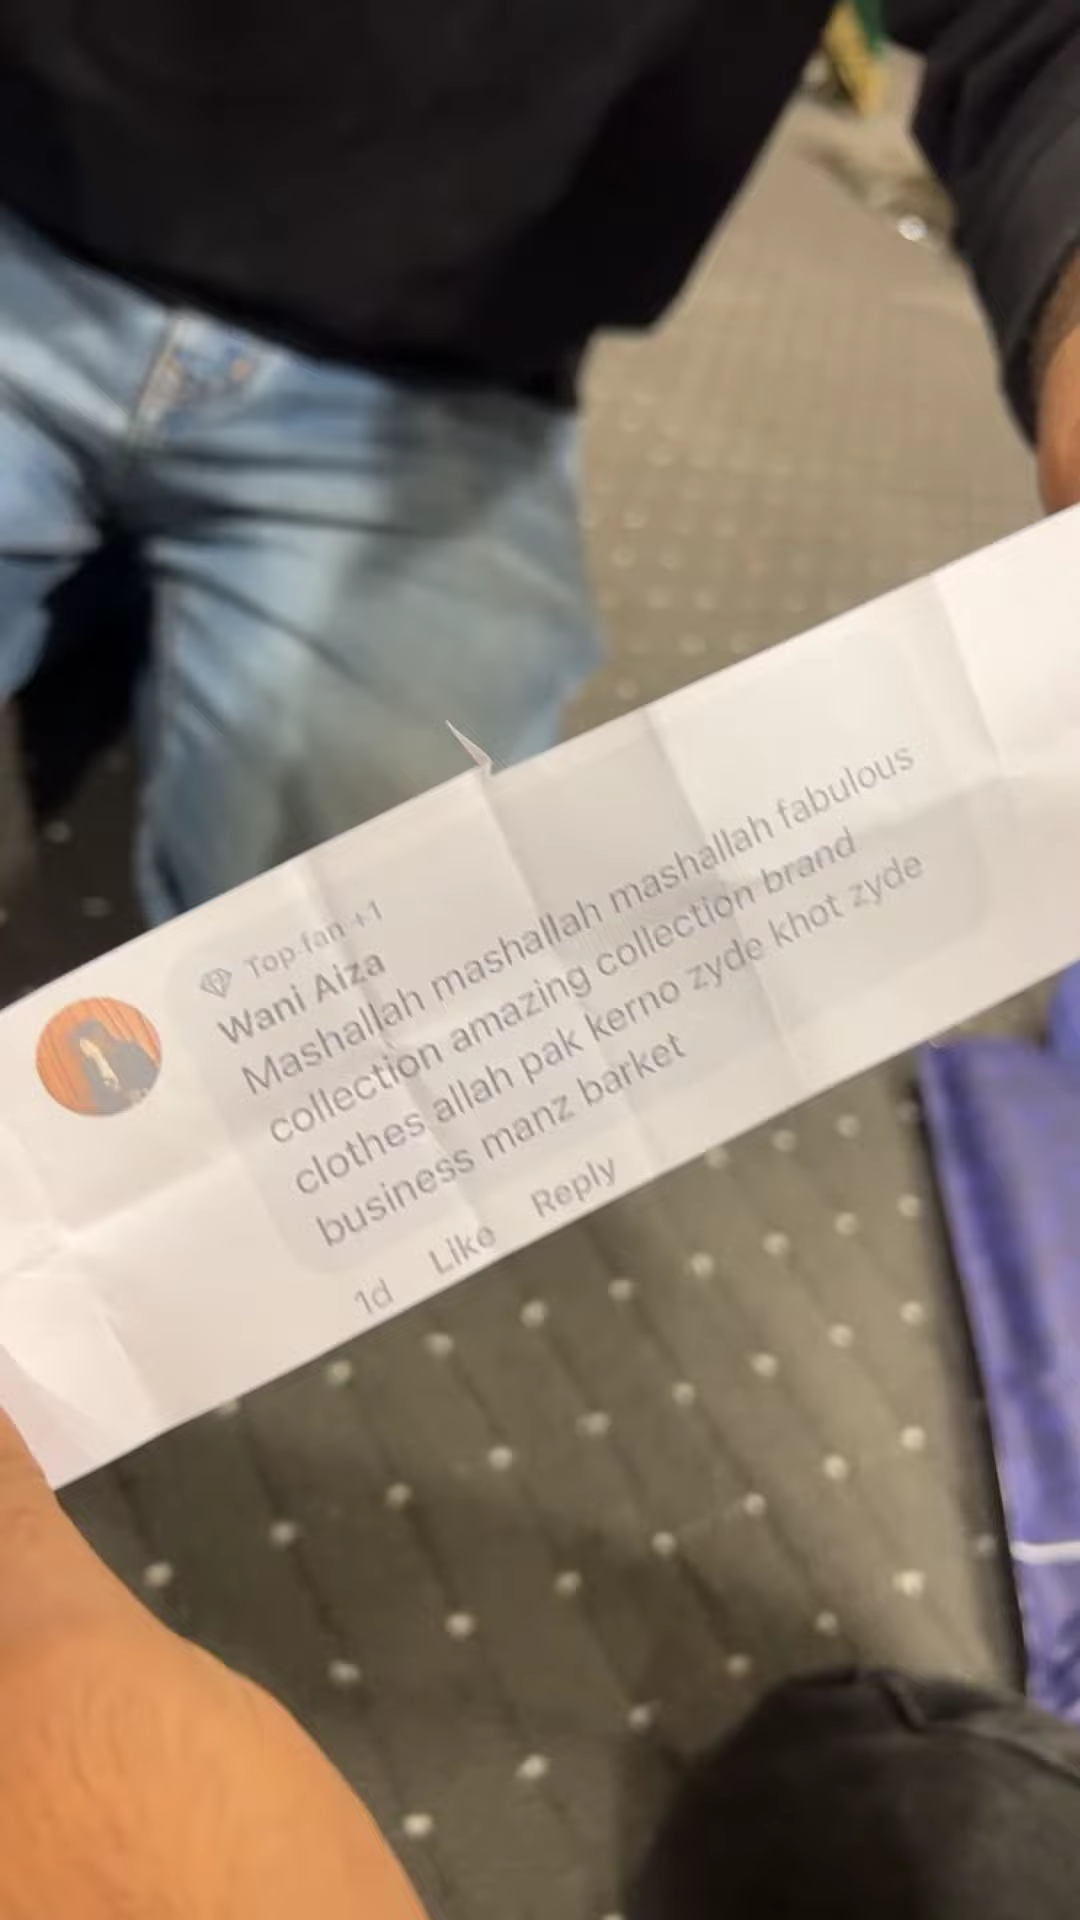 Top fan +1
Wani Aiza
Mashallah mashallah mashallah fabulous
collection amazing collection brand
clothes allah pak kerno zyde khot zyde
business manz barket
1d Like Reply